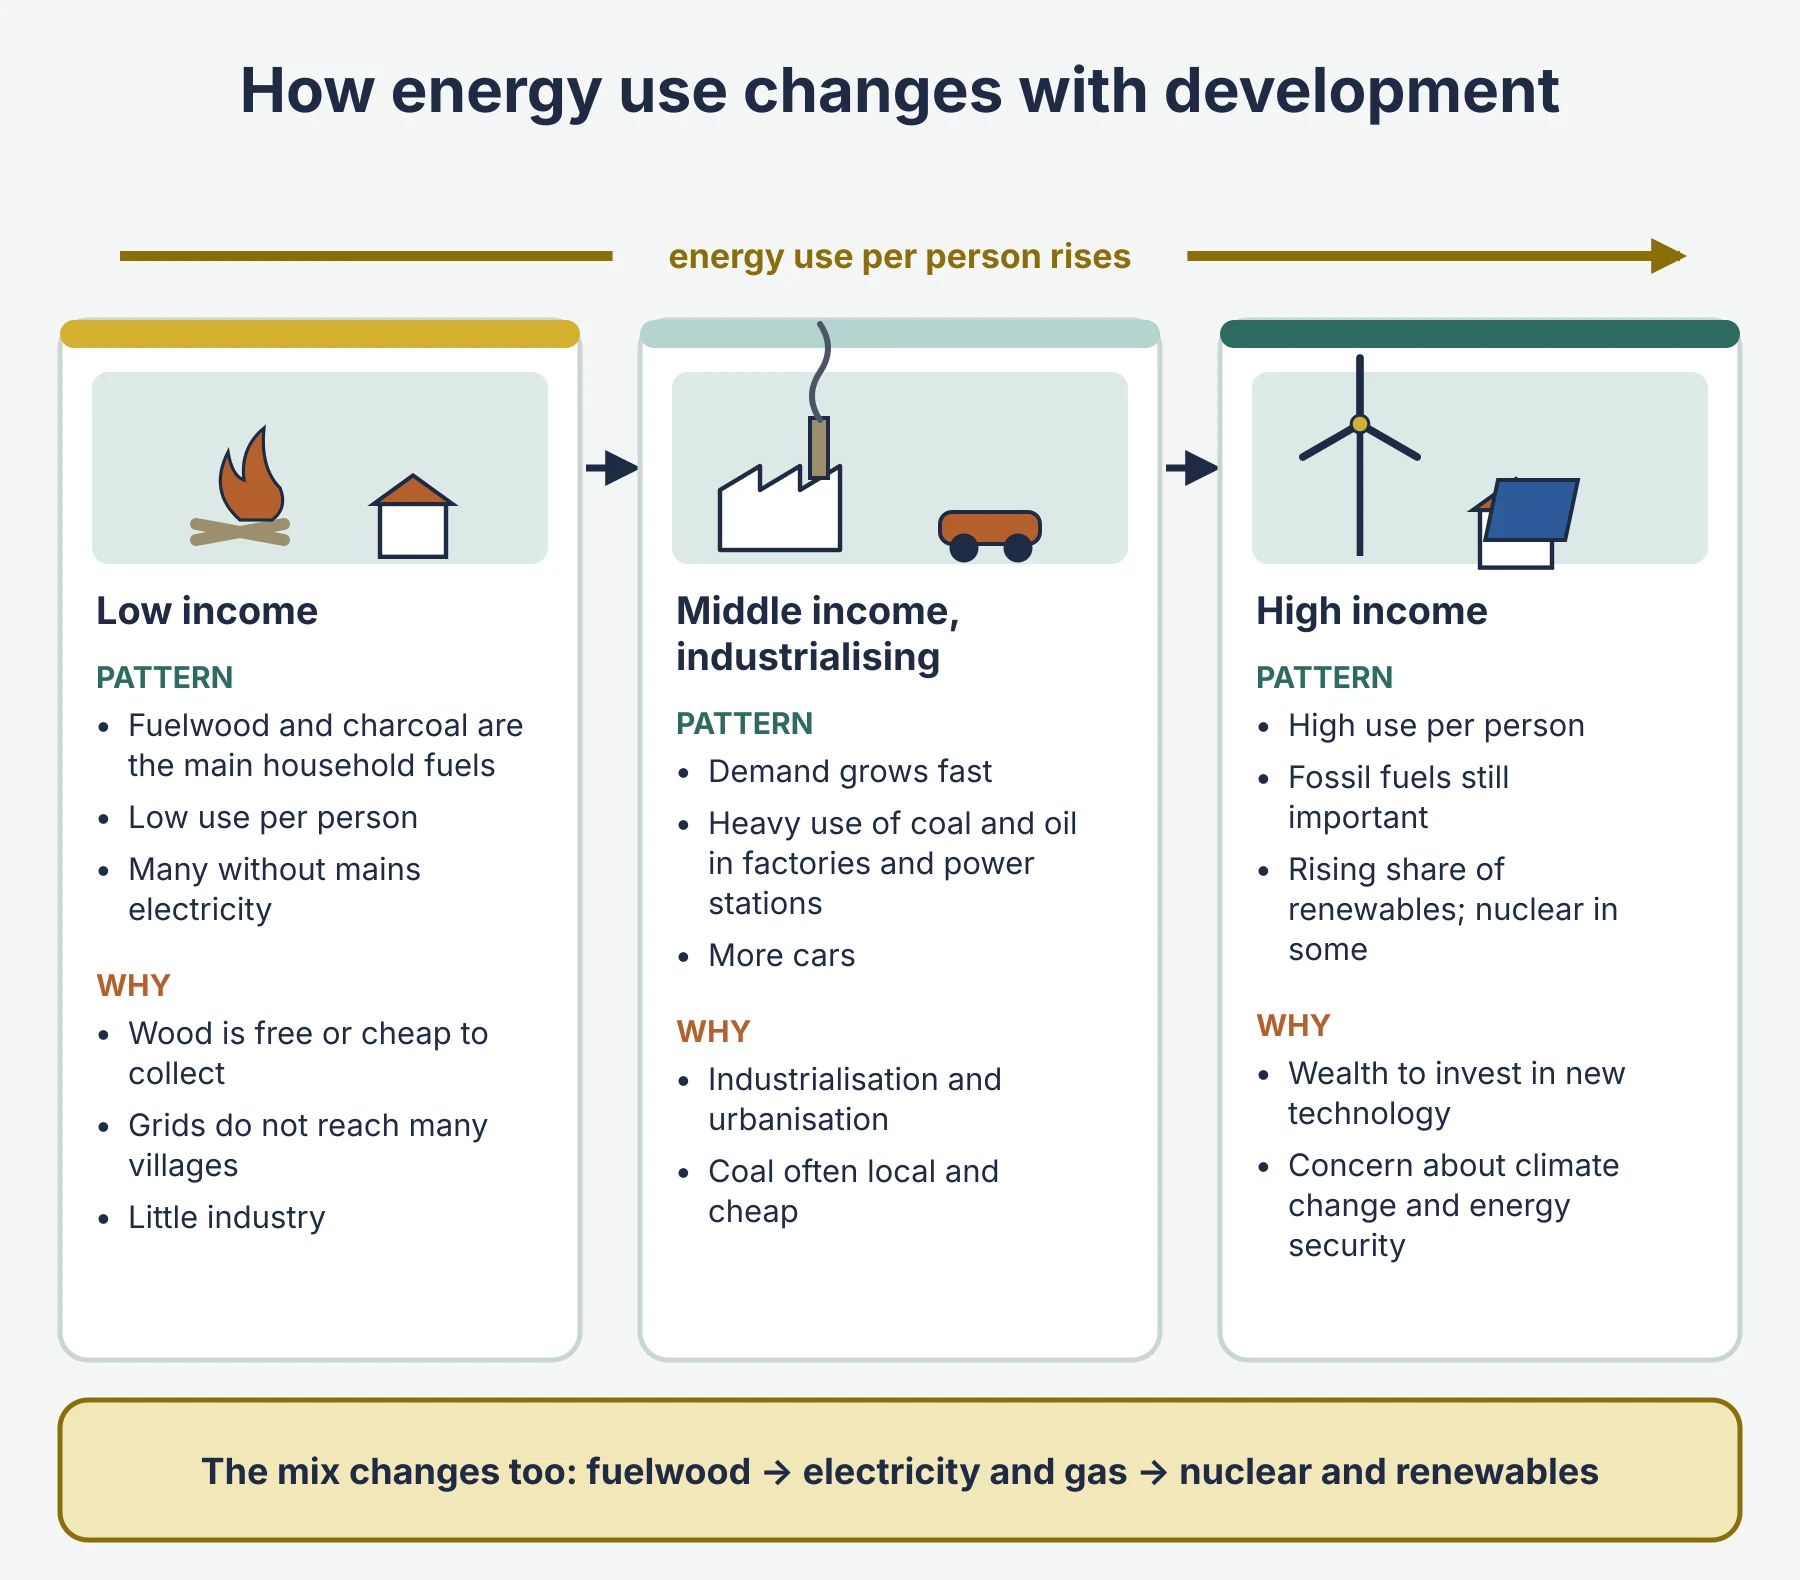 How energy use changes with development
energy use per person rises
Low income
PATTERN
• Fuelwood and charcoal are
the main household fuels
• Low use per person
• Many without mains
electricity
WHY
• Wood is free or cheap to
collect
• Grids do not reach many
villages
• Little industry
Middle income,
industrialising
PATTERN
• Demand grows fast
• Heavy use of coal and oil
in factories and power
stations
• More cars
WHY
• Industrialisation and
urbanisation
• Coal often local and
cheap
High income
PATTERN
• High use per person
• Fossil fuels still
important
• Rising share of
renewables; nuclear in
some
WHY
• Wealth to invest in new
technology
• Concern about climate
change and energy
security
The mix changes too: fuelwood → electricity and gas → nuclear and renewables